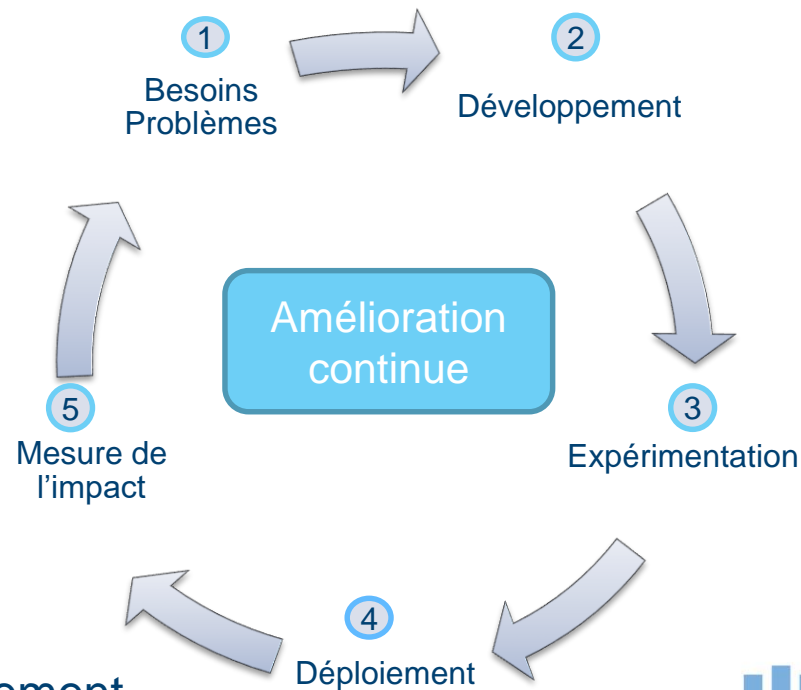 1
Besoins
Problèmes
2
Développement
Amélioration
continue
3
Expérimentation
4
Déploiement
5
Mesure de
l'impact